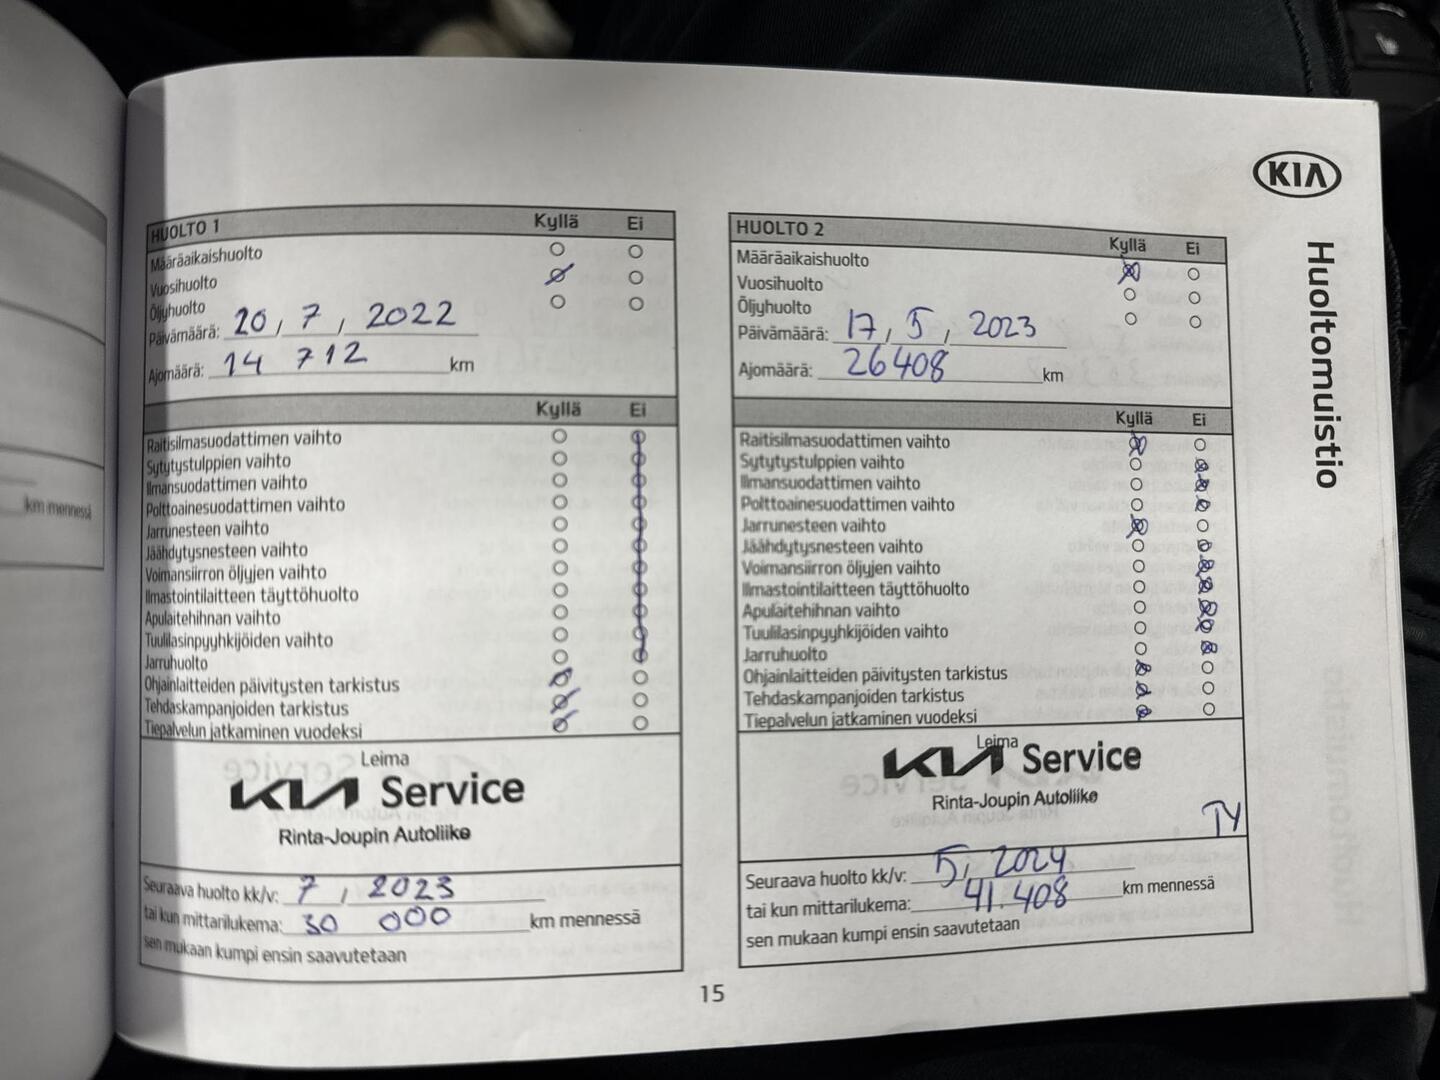 km mennessä
KIA
Huoltomuistio
HUOLTO 1 Kyllä Ei
Määräaikaishuolto
Vuosihuolto
Öljyhuolto
Päivämäärä: 20, 7, 2022
Ajomäärä: 14 712 km
Kyllä Ei
Raitisilmasuodattimen vaihto
Sytytystulppien vaihto
Ilmansuodattimen vaihto
Polttoainesuodattimen vaihto
Jarrunesteen vaihto
Jäähdytysnesteen vaihto
Voimansiirron öljyjen vaihto
Ilmastointilaitteen täyttöhuolto
Apulaitehihnan vaihto
Tuulilasinpyyhkijöiden vaihto
Jarruhuolto
Ohjainlaitteiden päivitysten tarkistus
Tehdaskampanjoiden tarkistus
Tiepalvelun jatkaminen vuodeksi
Leima
KIA Service
Rinta-Joupin Autoliike
Seuraava huolto kk/v: 7, 2023
tai kun mittarilukema: 30 000 km mennessä
sen mukaan kumpi ensin saavutetaan
HUOLTO 2 Kyllä Ei
Määräaikaishuolto
Vuosihuolto
Öljyhuolto
Päivämäärä: 17, 5, 2023
Ajomäärä: 26408 km
Kyllä Ei
Raitisilmasuodattimen vaihto
Sytytystulppien vaihto
Ilmansuodattimen vaihto
Polttoainesuodattimen vaihto
Jarrunesteen vaihto
Jäähdytysnesteen vaihto
Voimansiirron öljyjen vaihto
Ilmastointilaitteen täyttöhuolto
Apulaitehihnan vaihto
Tuulilasinpyyhkijöiden vaihto
Jarruhuolto
Ohjainlaitteiden päivitysten tarkistus
Tehdaskampanjoiden tarkistus
Tiepalvelun jatkaminen vuodeksi
Leima
KIA Service
Rinta-Joupin Autoliike
TY
Seuraava huolto kk/v: 5, 2024
tai kun mittarilukema: 41.408 km mennessä
sen mukaan kumpi ensin saavutetaan
15